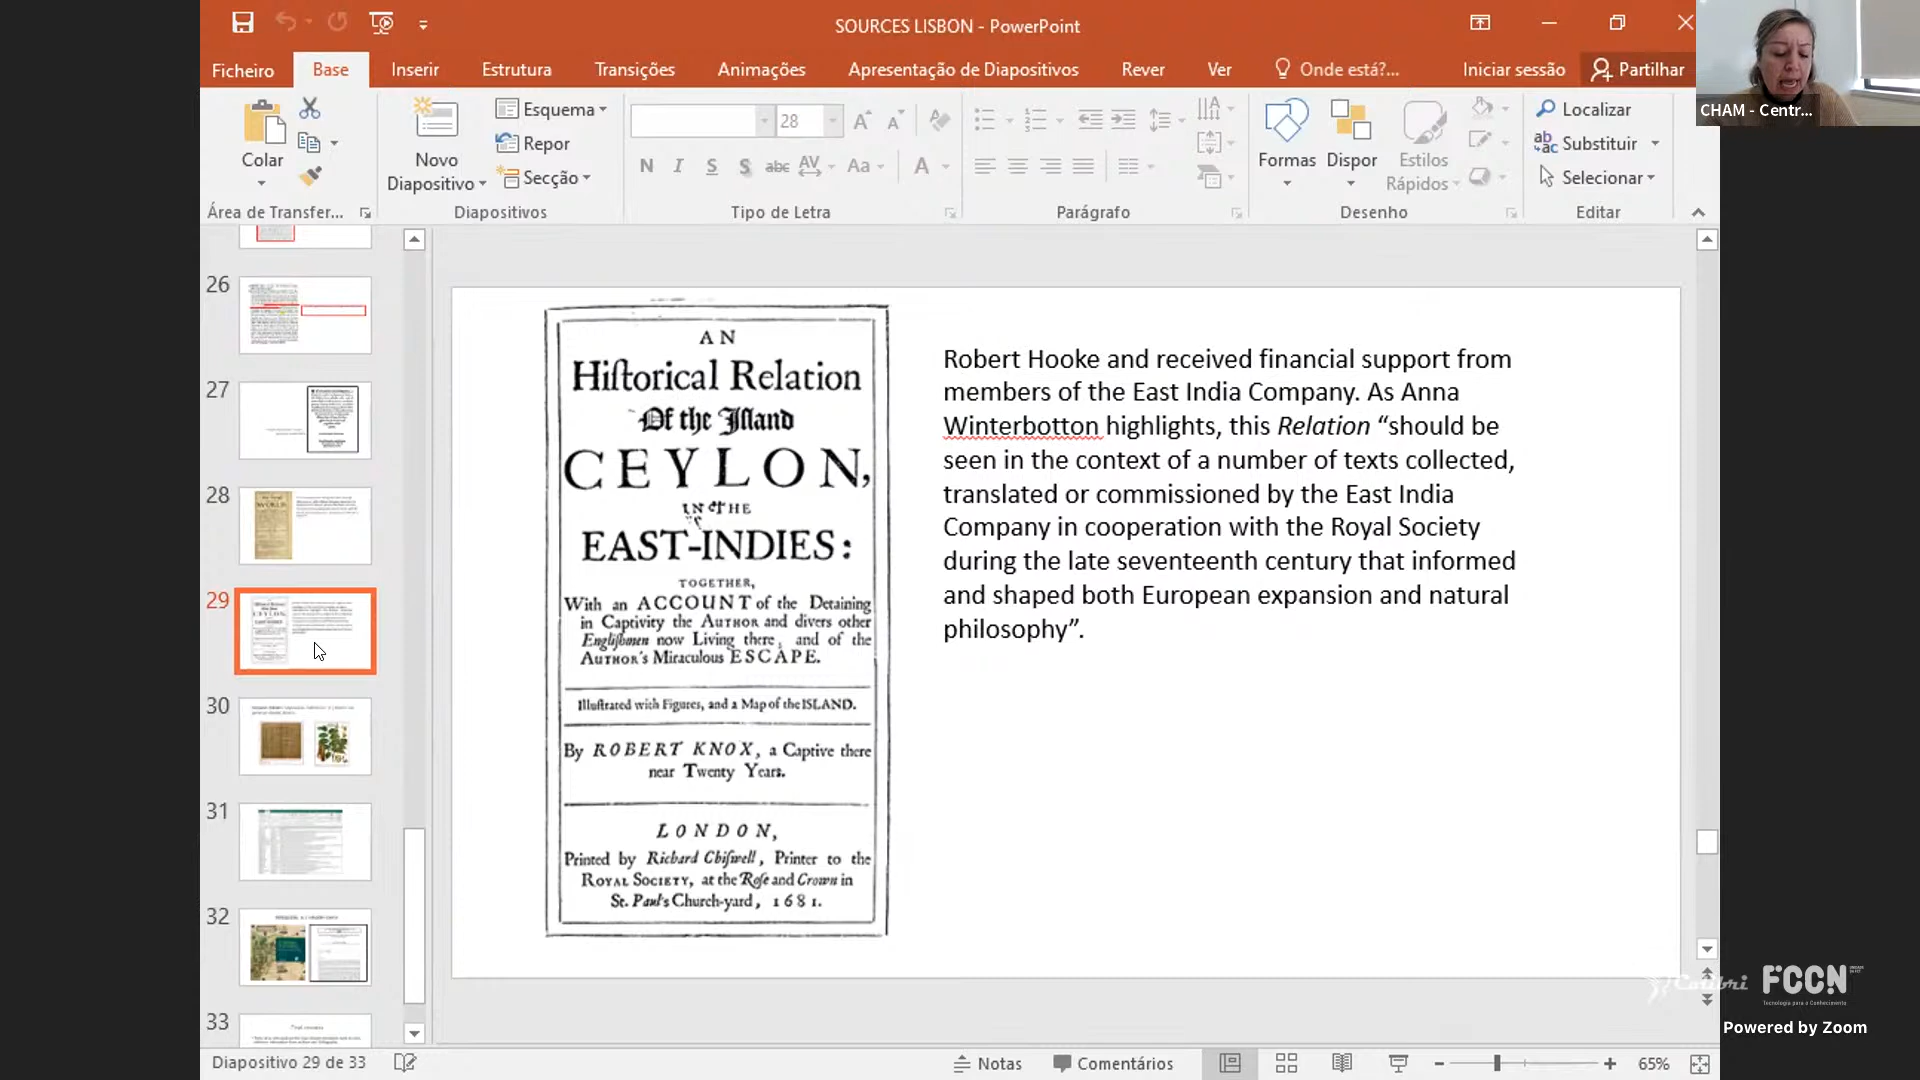 SOURCES LISBON - PowerPoint
Ficheiro Base Inserir Estrutura Transições Animações Apresentação de Diapositivos Rever Ver Onde está?... Iniciar sessão Partilhar
CHAM - Centr...
Colar
Novo
Diapositivo
Esquema
Repor
Secção
28
N I S S abc AV Aa A
Formas
Dispor
Estilos
Rápidos
Localizar
Substituir
Selecionar
Área de Transfer... Diapositivos Tipo de Letra Parágrafo Desenho Editar
26
27
28
29
30
31
32
33
AN
Hiſtorical Relation
Of the Iſland
CEYLON,
IN THE
EAST-INDIES:
TOGETHER,
With an ACCOUNT of the Detaining
in Captivity the AUTHOR and divers other
Engliſhmen now Living there, and of the
AUTHOR's Miraculous ESCAPE.
Illuſtrated with Figures, and a Map of the ISLAND.
By ROBERT KNOX, a Captive there
near Twenty Years.
LONDON,
Printed by Richard Chiſwell, Printer to the
ROYAL SOCIETY, at the Roſe and Crown in
St. Paul's Church-yard, 1681.
Robert Hooke and received financial support from
members of the East India Company. As Anna
Winterbotton highlights, this Relation “should be
seen in the context of a number of texts collected,
translated or commissioned by the East India
Company in cooperation with the Royal Society
during the late seventeenth century that informed
and shaped both European expansion and natural
philosophy”.
Colibri FCCN
Tecnologia para o Conhecimento
Powered by Zoom
Diapositivo 29 de 33 Notas Comentários 65%